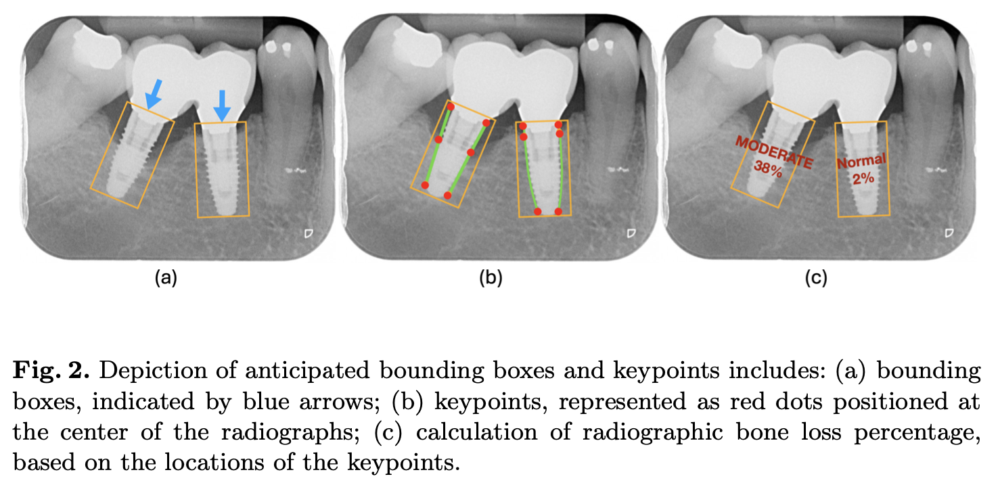 MODERATE
38%
Normal
2%
(a)
(b)
(c)
Fig. 2. Depiction of anticipated bounding boxes and keypoints includes: (a) bounding
boxes, indicated by blue arrows; (b) keypoints, represented as red dots positioned at
the center of the radiographs; (c) calculation of radiographic bone loss percentage,
based on the locations of the keypoints.